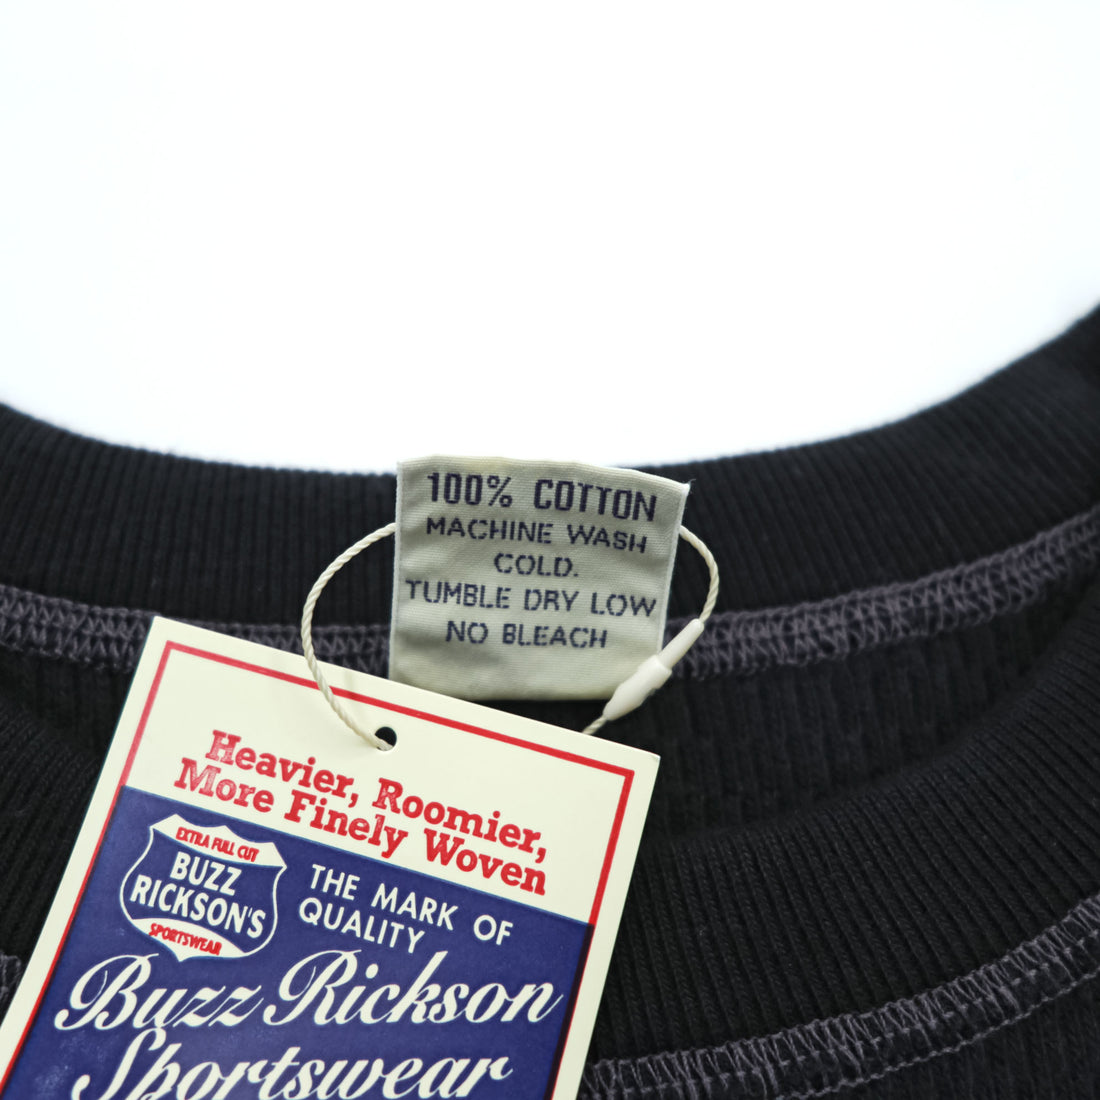 100% COTTON
MACHINE WASH
COLD.
TUMBLE DRY LOW
NO BLEACH
Heavier, Roomier,
More Finely Woven
EXTRA FULL CUT
BUZZ
RICKSON'S
SPORTSWEAR
THE MARK OF
QUALITY
Buzz Rickson
Sportswear